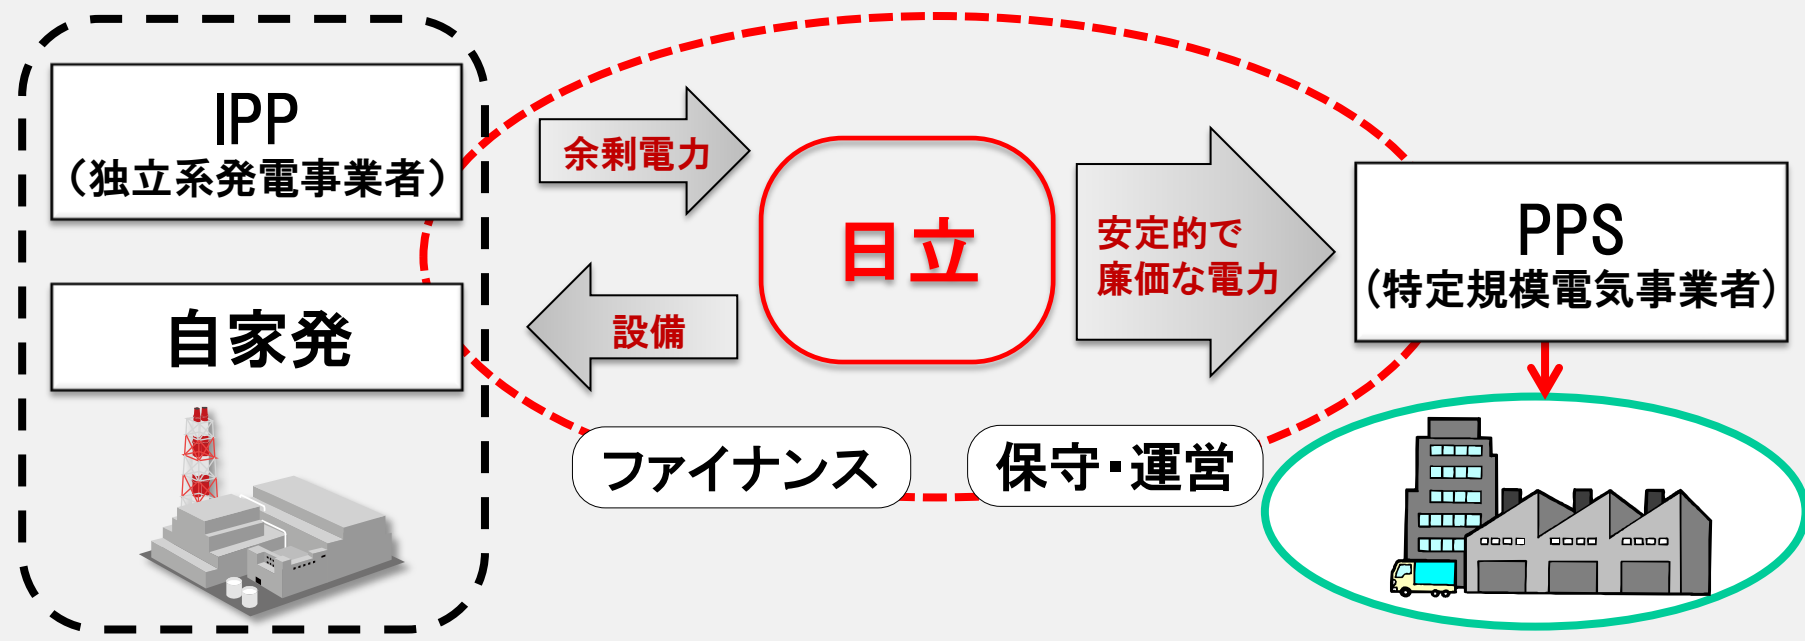 IPP
（独立系発電事業者）
自家発
余剰電力
設備
日立
安定的で
廉価な電力
PPS
（特定規模電気事業者）
ファイナンス
保守・運営